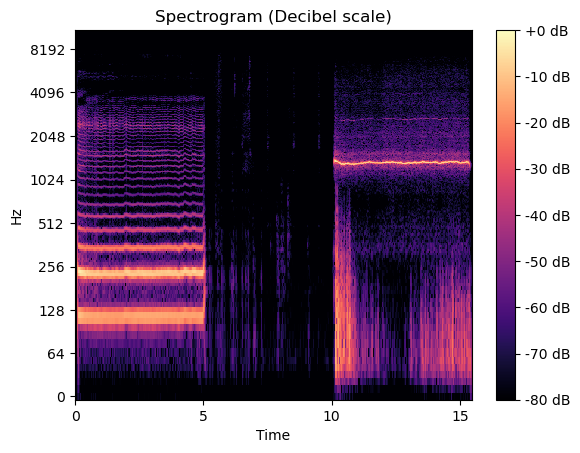 Spectrogram (Decibel scale)
8192
4096
2048
1024
512
256
128
64
0
Hz
0
5
10
15
Time
+0 dB
-10 dB
-20 dB
-30 dB
-40 dB
-50 dB
-60 dB
-70 dB
-80 dB